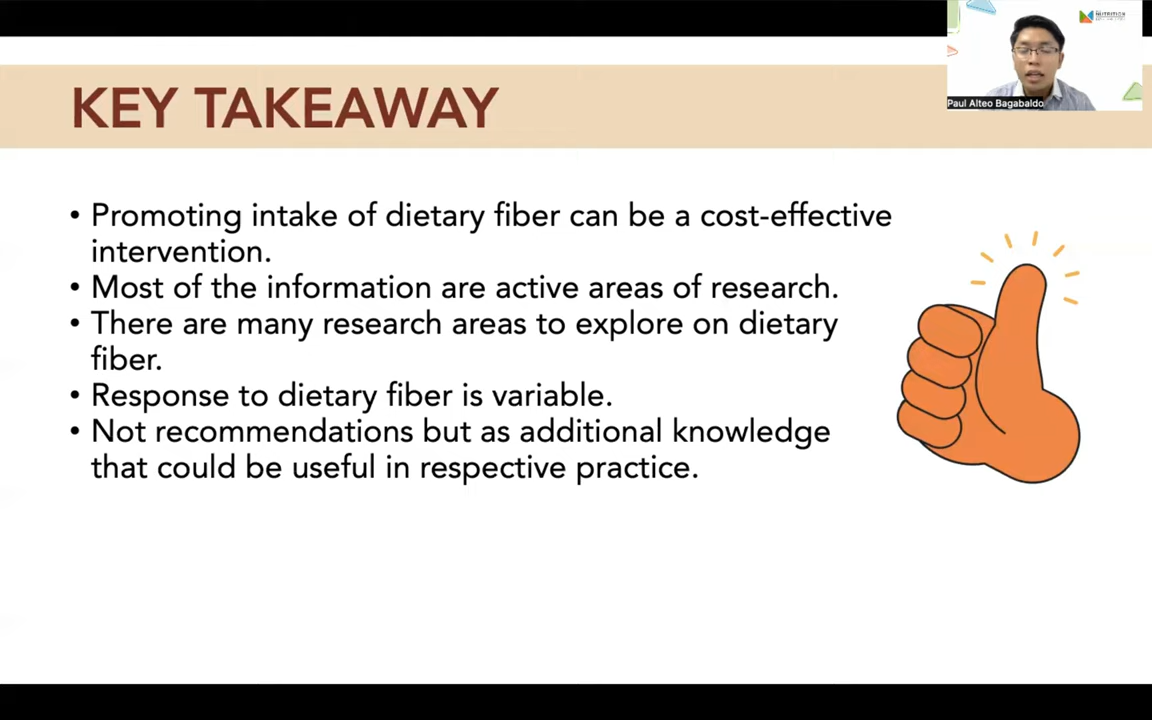 NUTRITION
Paul Alteo Bagabaldo
KEY TAKEAWAY
• Promoting intake of dietary fiber can be a cost-effective
intervention.
• Most of the information are active areas of research.
• There are many research areas to explore on dietary
fiber.
• Response to dietary fiber is variable.
• Not recommendations but as additional knowledge
that could be useful in respective practice.